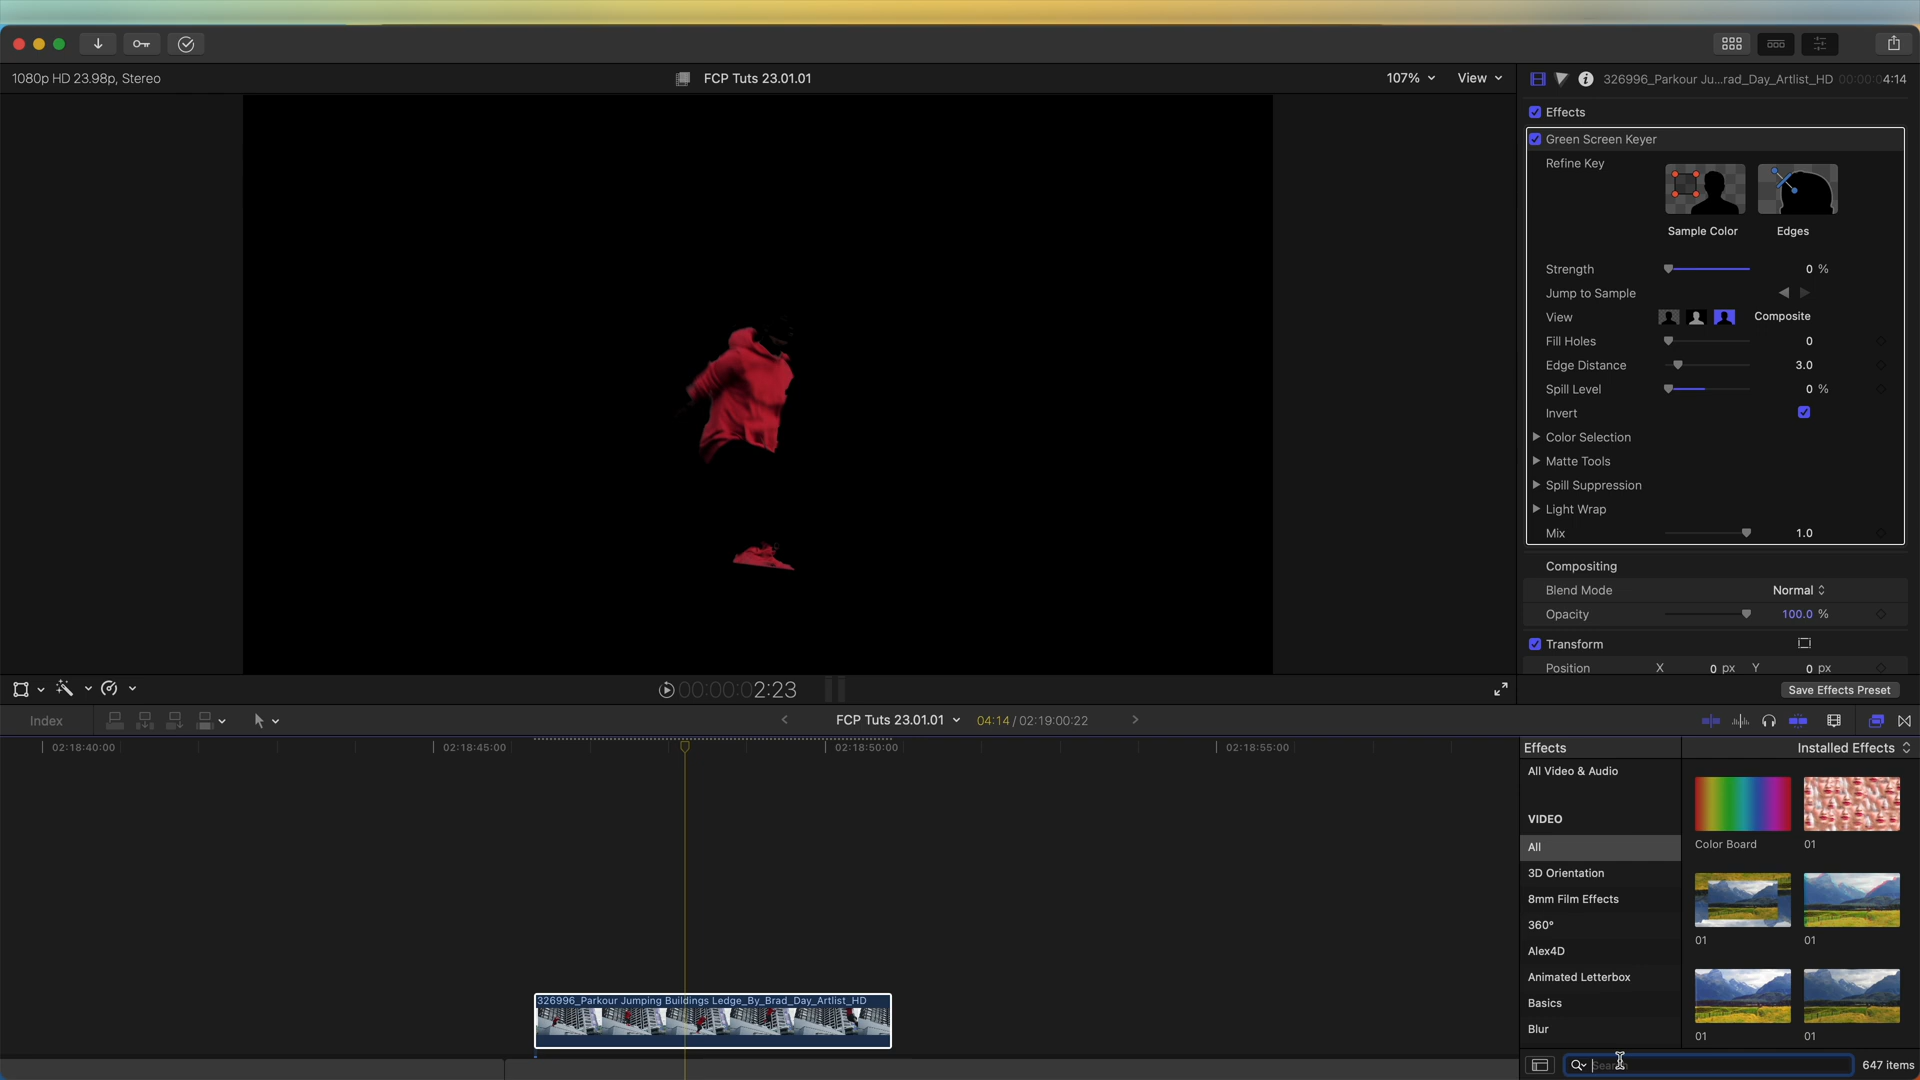 1080p HD 23.98p, Stereo
FCP Tuts 23.01.01
107%
View
326996_Parkour Ju...rad_Day_Artlist_HD
00:00:04:14
Effects
Green Screen Keyer
Refine Key
Sample Color
Edges
Strength
0 %
Jump to Sample
View
Composite
Fill Holes
0
Edge Distance
3.0
Spill Level
0 %
Invert
Color Selection
Matte Tools
Spill Suppression
Light Wrap
Mix
1.0
Compositing
Blend Mode
Normal
Opacity
100.0 %
Transform
Position
X
0 px
Y
0 px
00:00:02:23
Save Effects Preset
Index
FCP Tuts 23.01.01
04:14 / 02:19:00:22
02:18:40:00
02:18:45:00
02:18:50:00
02:18:55:00
326996_Parkour Jumping Buildings Ledge_By_Brad_Day_Artlist_HD
Effects
Installed Effects
All Video & Audio
VIDEO
All
3D Orientation
8mm Film Effects
360°
Alex4D
Animated Letterbox
Basics
Blur
Color Board
01
01
01
01
01
Search
647 items